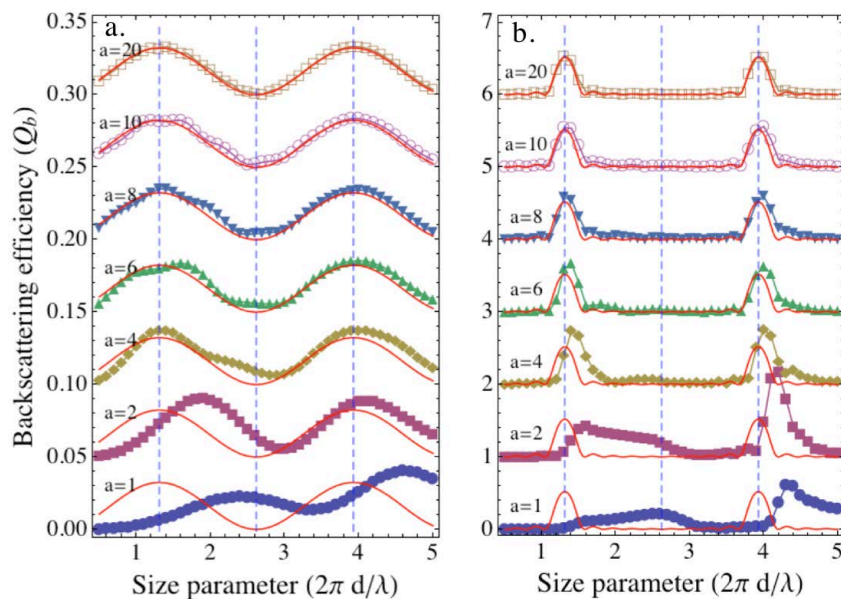 a.
0.35
0.30
0.25
0.20
0.15
0.10
0.05
0.00
Backscattering efficiency (Q_b)
a=20
a=10
a=8
a=6
a=4
a=2
a=1
1 2 3 4 5
Size parameter (2π d/λ)
b.
7
6
5
4
3
2
1
0
a=20
a=10
a=8
a=6
a=4
a=2
a=1
1 2 3 4 5
Size parameter (2π d/λ)